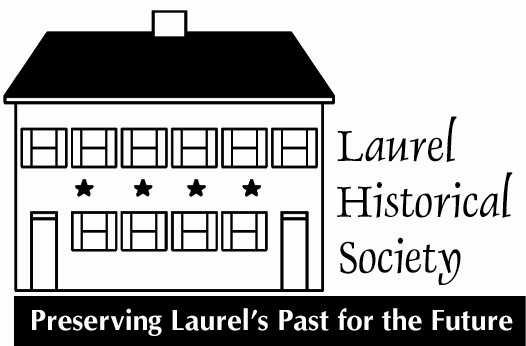 Laurel
Historical
Society
Preserving Laurel's Past for the Future